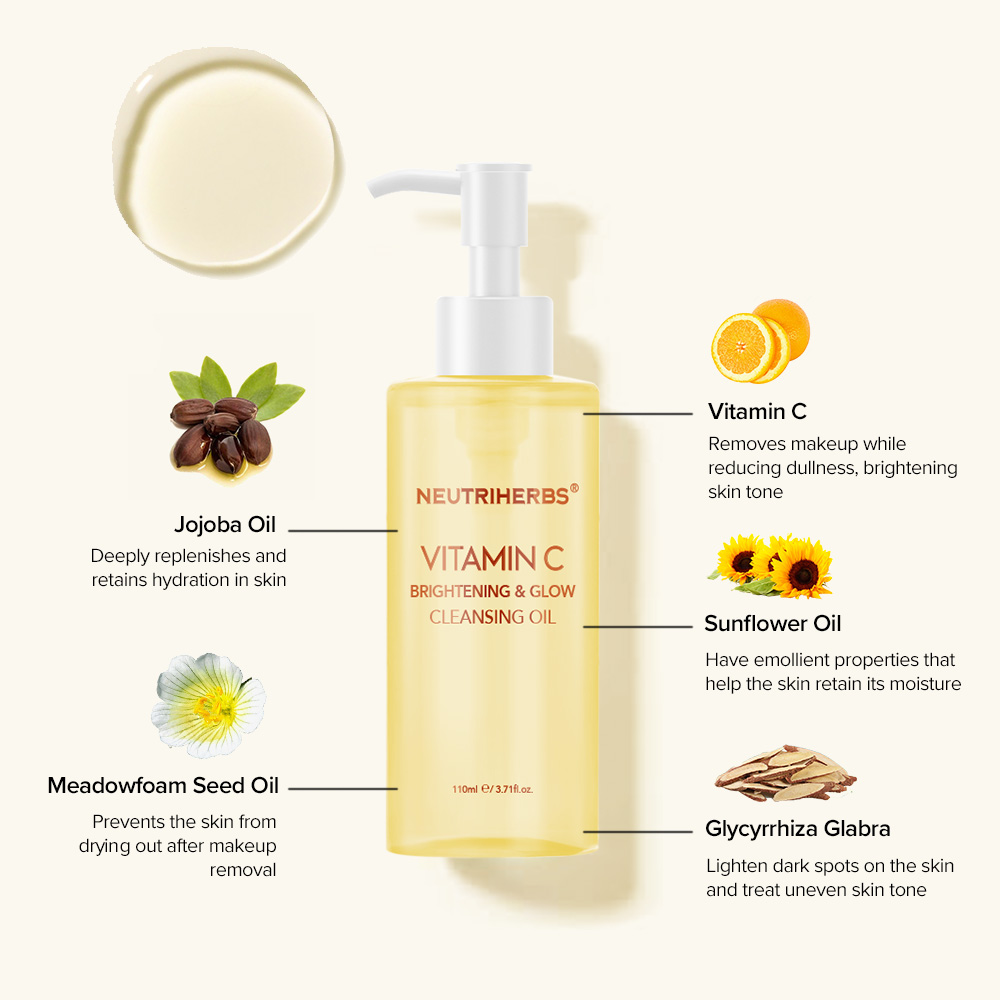 NEUTRIHERBS®
VITAMIN C
BRIGHTENING & GLOW
CLEANSING OIL
110ml ℮/ 3.71fl.oz.
Jojoba Oil
Deeply replenishes and
retains hydration in skin
Meadowfoam Seed Oil
Prevents the skin from
drying out after makeup
removal
Vitamin C
Removes makeup while
reducing dullness, brightening
skin tone
Sunflower Oil
Have emollient properties that
help the skin retain its moisture
Glycyrrhiza Glabra
Lighten dark spots on the skin
and treat uneven skin tone